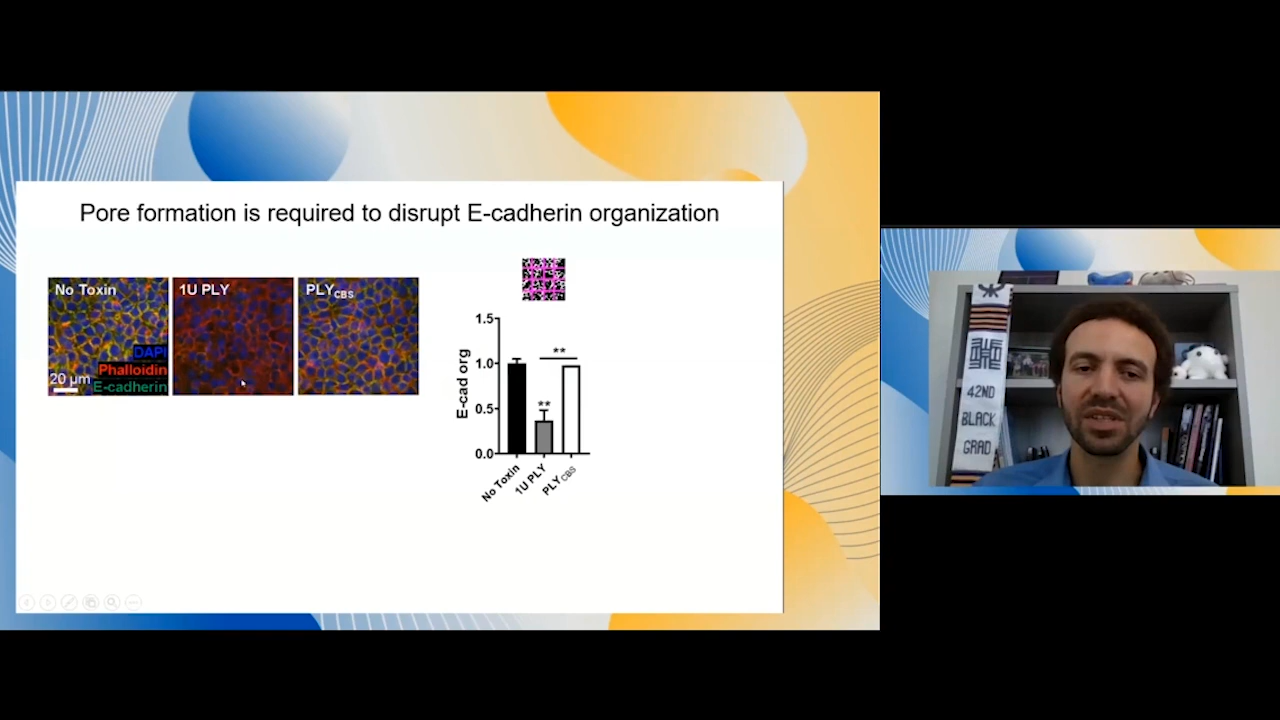 Pore formation is required to disrupt E-cadherin organization
No Toxin
1U PLY
PLYCBS
DAPI
Phalloidin
E-cadherin
20 µm
1.5
1.0
0.5
0.0
E-cad org
**
**
No Toxin
1U PLY
PLYCBS
42ND
BLACK
GRAD